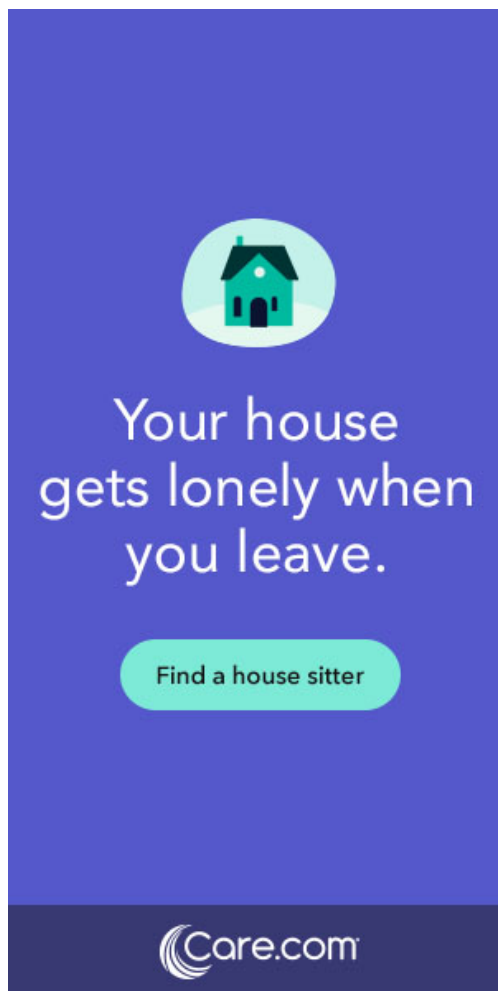 Your house
gets lonely when
you leave.
Find a house sitter
Care.com